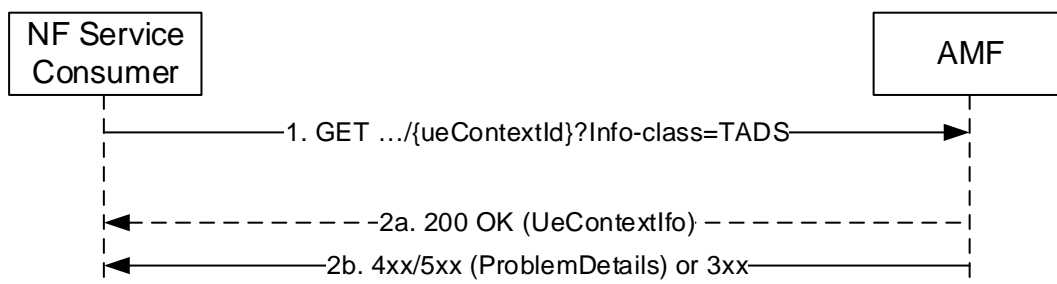 NF Service
Consumer
AMF
1. GET …/{ueContextId}?Info-class=TADS
2a. 200 OK (UeContextIfo)
2b. 4xx/5xx (ProblemDetails) or 3xx